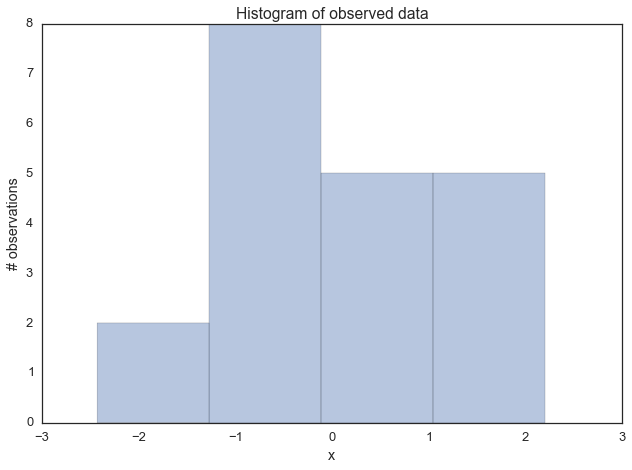 Histogram of observed data
8
7
6
5
4
3
2
1
0
# observations
−3 −2 −1 0 1 2 3
x